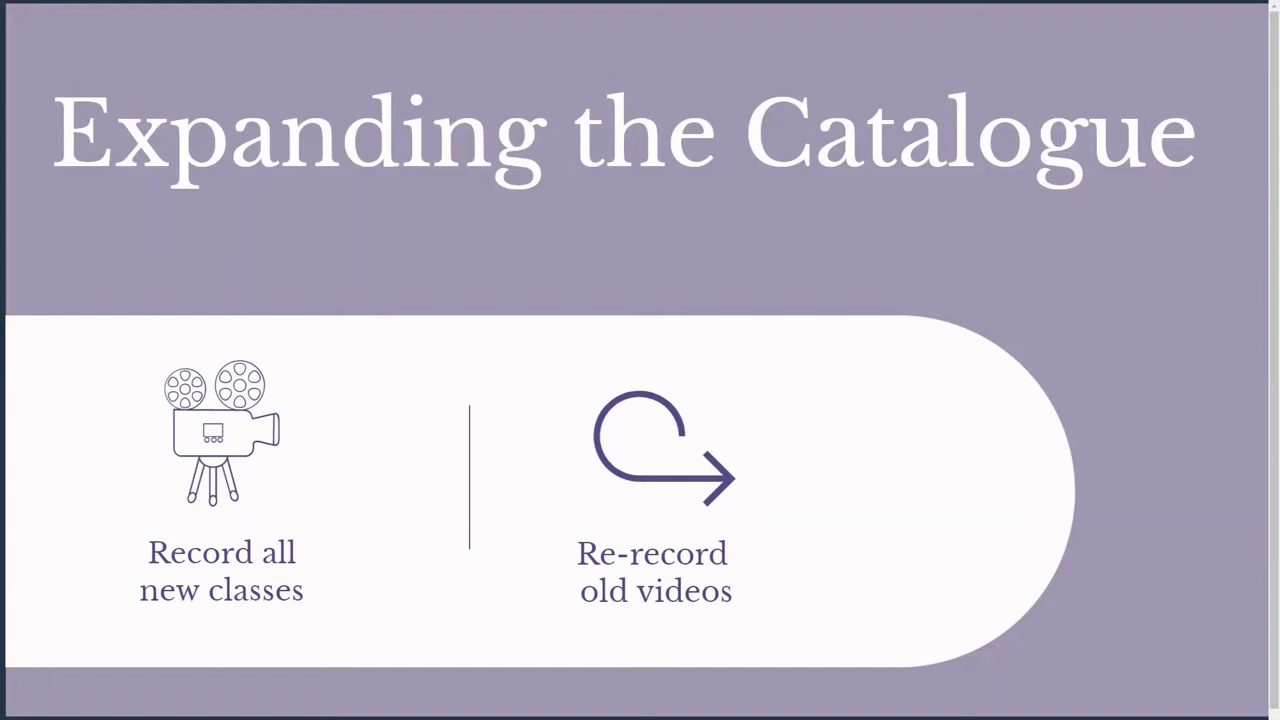 Expanding the Catalogue
Record all
new classes
Re-record
old videos